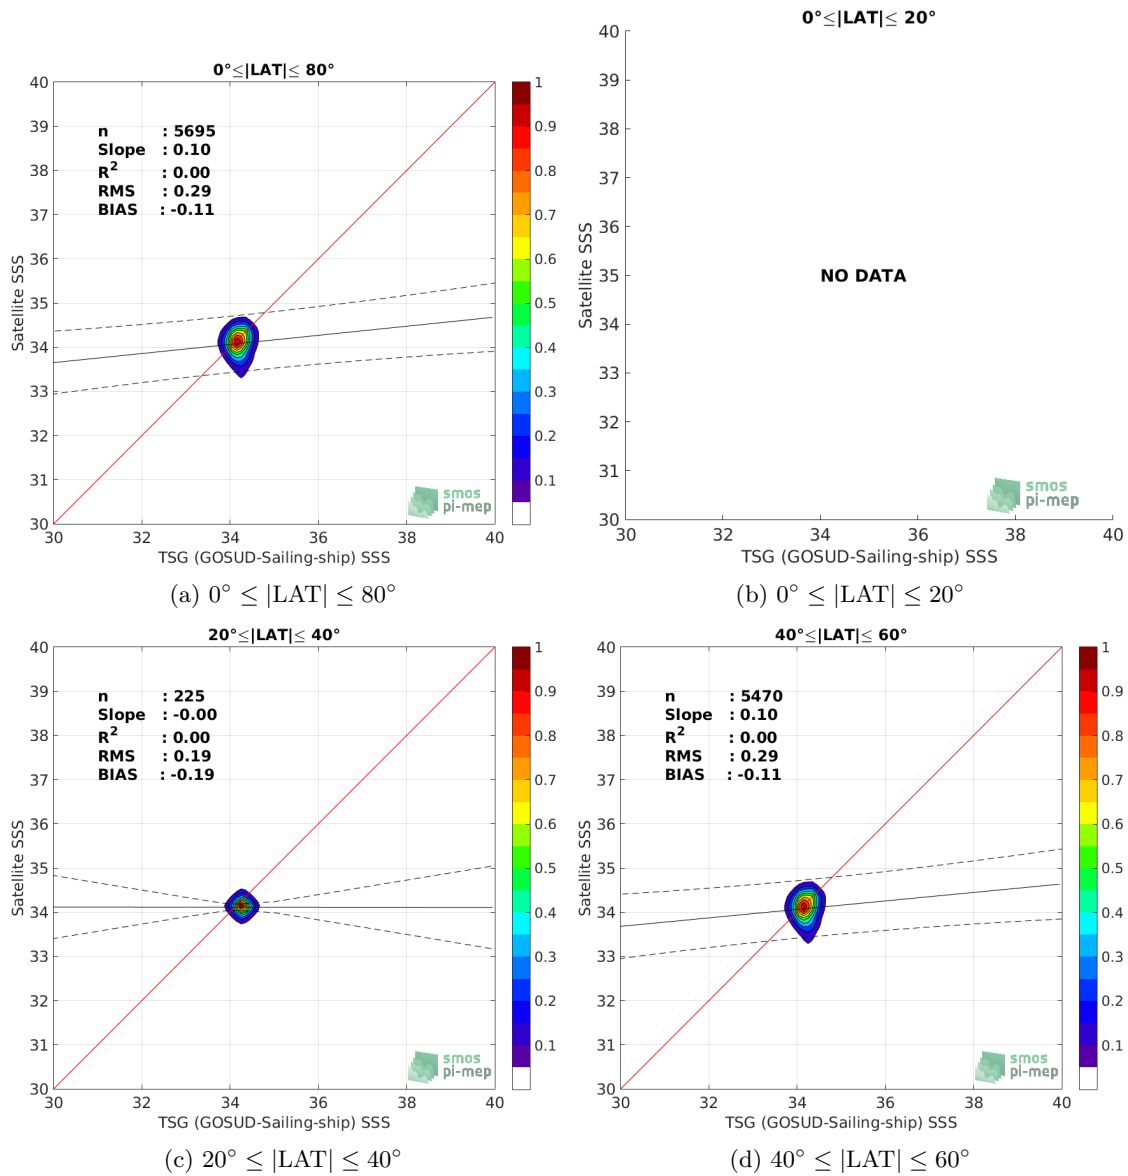 0°≤|LAT|≤ 80°
40
39
38
37
36
35
34
33
32
31
30
Satellite SSS
n : 5695
Slope : 0.10
R² : 0.00
RMS : 0.29
BIAS : -0.11
1
0.9
0.8
0.7
0.6
0.5
0.4
0.3
0.2
0.1
smos
pi-mep
30 32 34 36 38 40
TSG (GOSUD-Sailing-ship) SSS
(a) 0° ≤ |LAT| ≤ 80°
0°≤|LAT|≤ 20°
40
39
38
37
36
35
34
33
32
31
30
Satellite SSS
NO DATA
smos
pi-mep
30 32 34 36 38 40
TSG (GOSUD-Sailing-ship) SSS
(b) 0° ≤ |LAT| ≤ 20°
20°≤|LAT|≤ 40°
40
39
38
37
36
35
34
33
32
31
30
Satellite SSS
n : 225
Slope : -0.00
R² : 0.00
RMS : 0.19
BIAS : -0.19
1
0.9
0.8
0.7
0.6
0.5
0.4
0.3
0.2
0.1
smos
pi-mep
30 32 34 36 38 40
TSG (GOSUD-Sailing-ship) SSS
(c) 20° ≤ |LAT| ≤ 40°
40°≤|LAT|≤ 60°
40
39
38
37
36
35
34
33
32
31
30
Satellite SSS
n : 5470
Slope : 0.10
R² : 0.00
RMS : 0.29
BIAS : -0.11
1
0.9
0.8
0.7
0.6
0.5
0.4
0.3
0.2
0.1
smos
pi-mep
30 32 34 36 38 40
TSG (GOSUD-Sailing-ship) SSS
(d) 40° ≤ |LAT| ≤ 60°